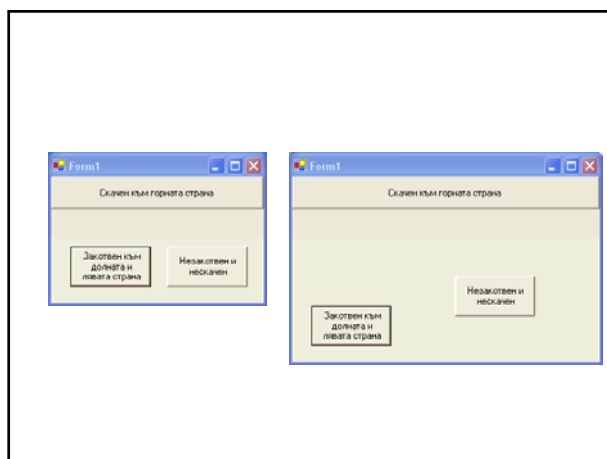 Form1
Скачен към горната страна
Закотвен към
долната и
лявата страна
Незакотвен и
нескачен
Form1
Скачен към горната страна
Незакотвен и
нескачен
Закотвен към
долната и
лявата страна